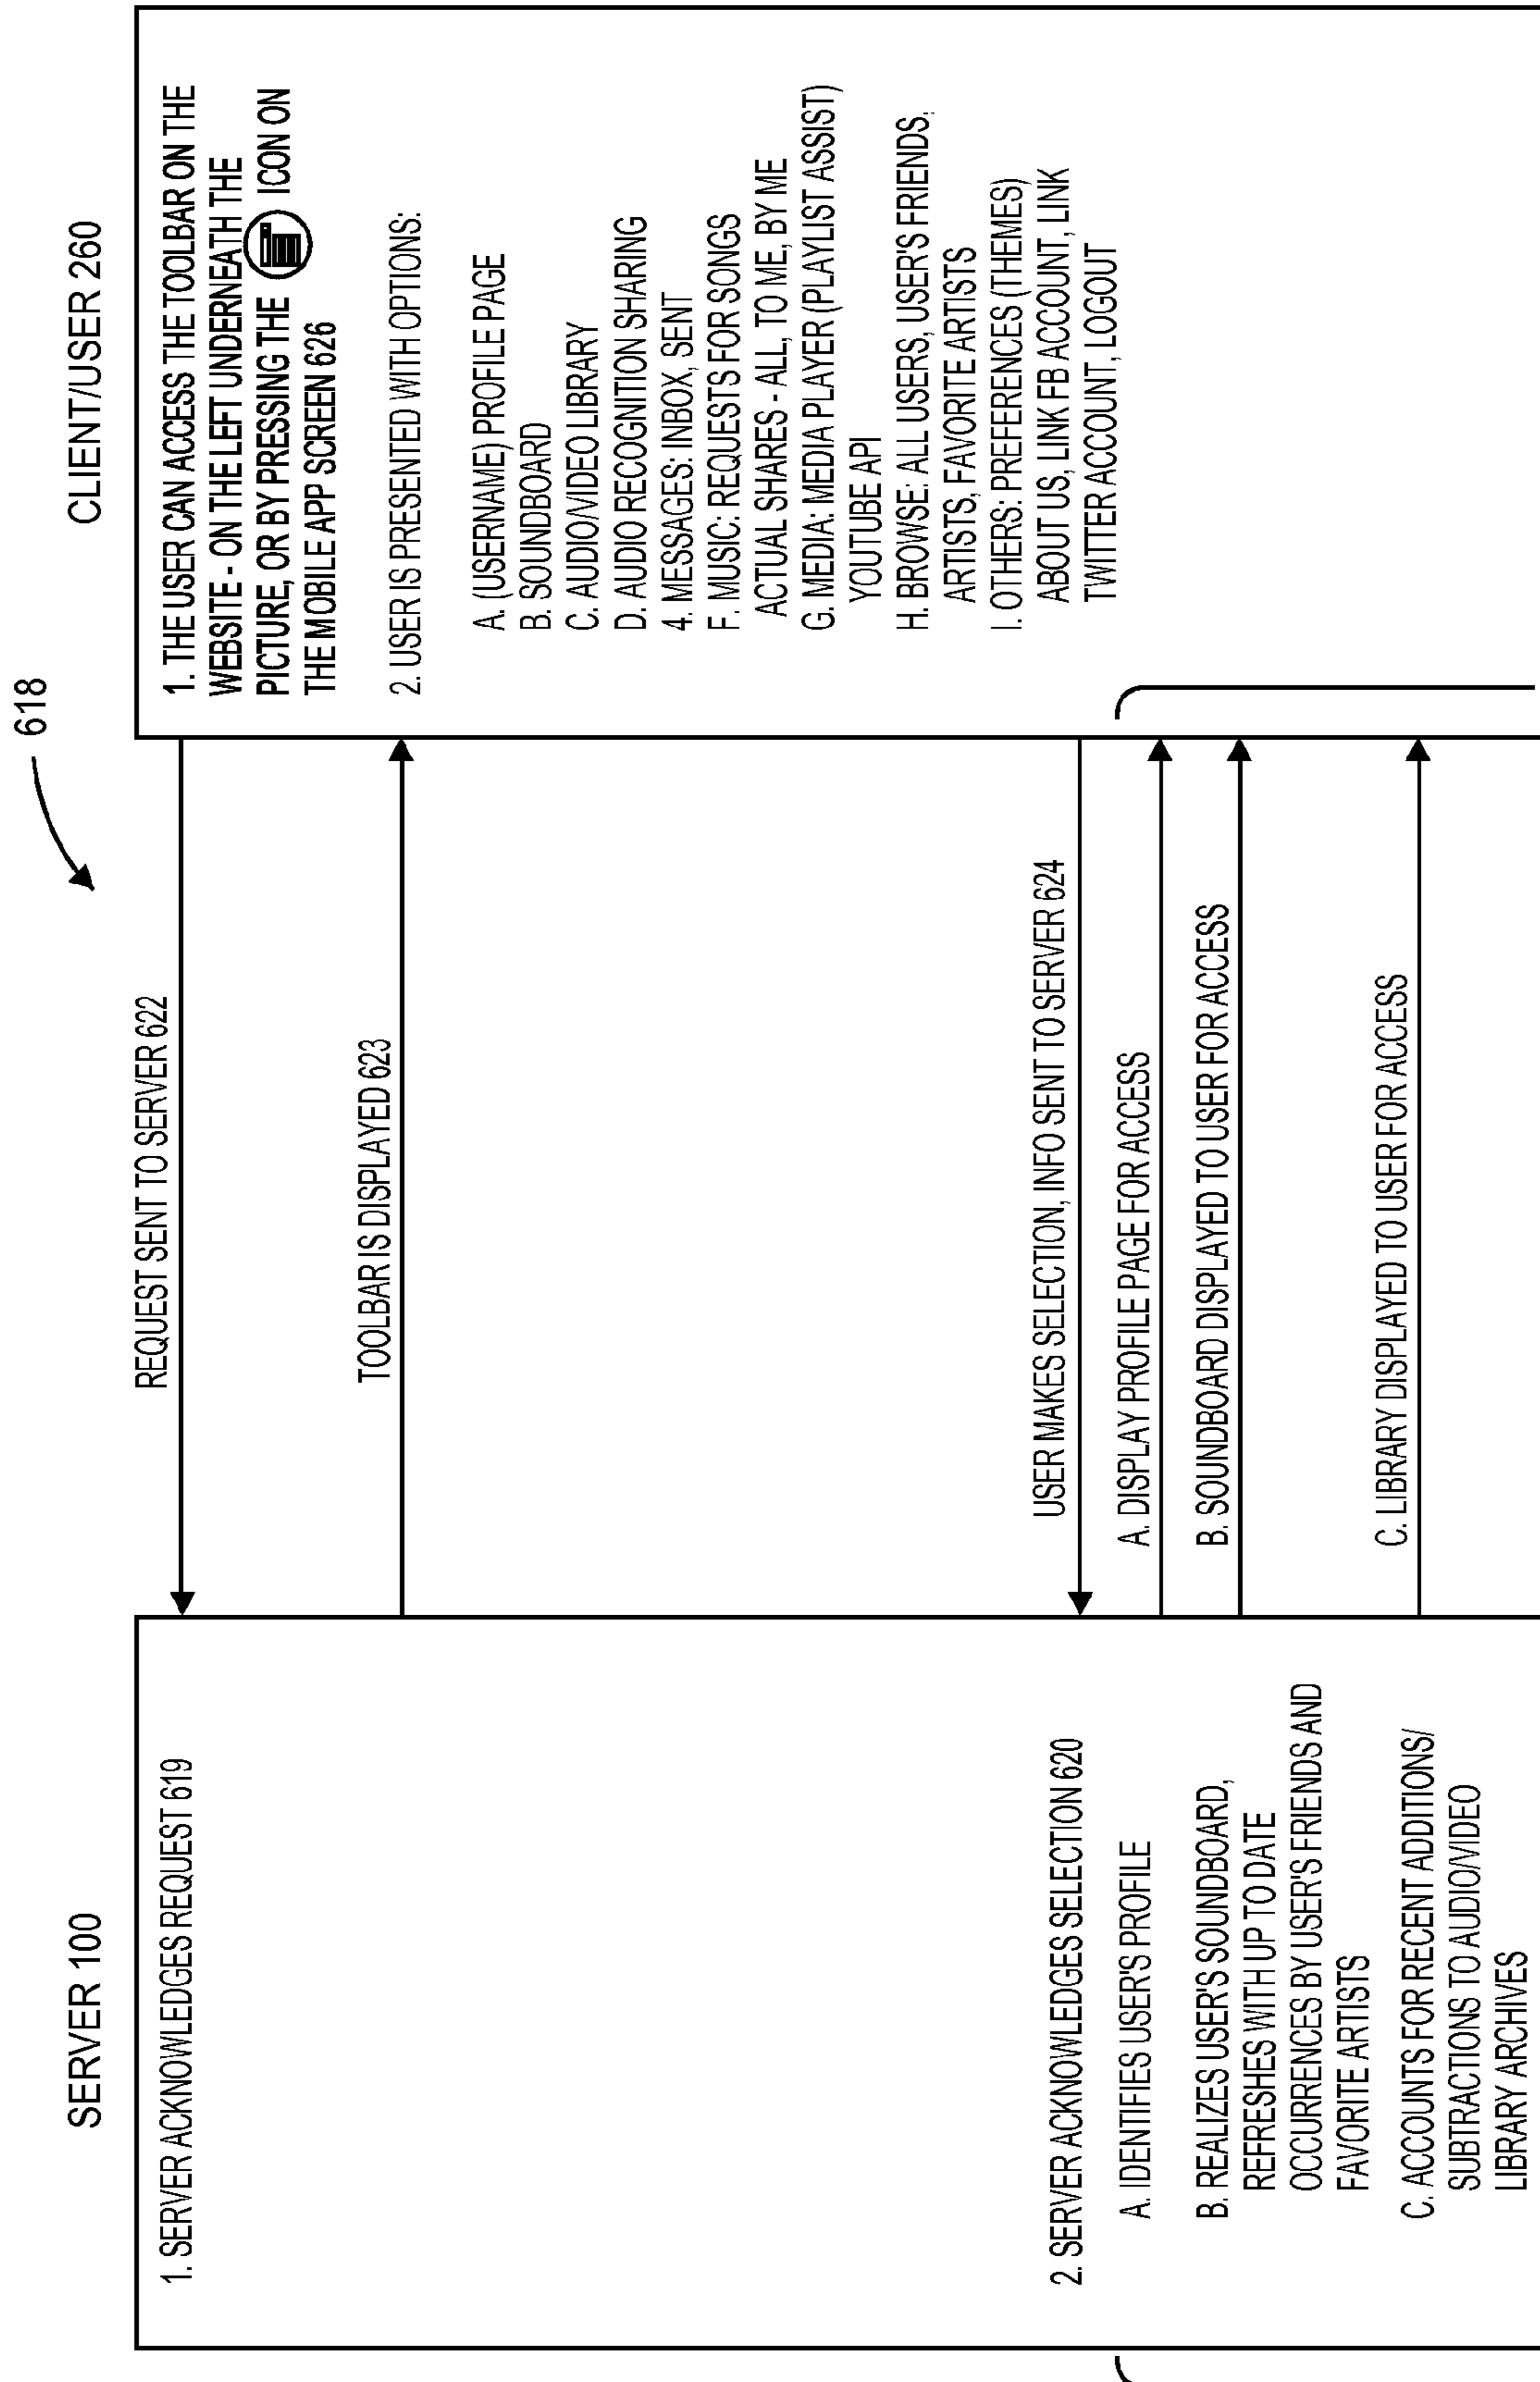 618
SERVER 100
CLIENT/USER 260
1. SERVER ACKNOWLEDGES REQUEST 619
2. SERVER ACKNOWLEDGES SELECTION 620
A. IDENTIFIES USER'S PROFILE
B. REALIZES USER'S SOUNDBOARD,
REFRESHES WITH UP TO DATE
OCCURRENCES BY USER'S FRIENDS AND
FAVORITE ARTISTS
C. ACCOUNTS FOR RECENT ADDITIONS/
SUBTRACTIONS TO AUDIO/VIDEO
LIBRARY ARCHIVES
REQUEST SENT TO SERVER 622
TOOLBAR IS DISPLAYED 623
USER MAKES SELECTION, INFO SENT TO SERVER 624
A. DISPLAY PROFILE PAGE FOR ACCESS
B. SOUNDBOARD DISPLAYED TO USER FOR ACCESS
C. LIBRARY DISPLAYED TO USER FOR ACCESS
1. THE USER CAN ACCESS THE TOOLBAR ON THE
WEBSITE - ON THE LEFT UNDERNEATH THE
PICTURE, OR BY PRESSING THE ICON ON
THE MOBILE APP SCREEN 626
2. USER IS PRESENTED WITH OPTIONS:
A. (USERNAME) PROFILE PAGE
B. SOUNDBOARD
C. AUDIO/VIDEO LIBRARY
D. AUDIO RECOGNITION SHARING
4. MESSAGES: INBOX, SENT
F. MUSIC: REQUESTS FOR SONGS
ACTUAL SHARES - ALL, TO ME, BY ME
G. MEDIA: MEDIA PLAYER (PLAYLIST ASSIST)
YOUTUBE API
H. BROWSE: ALL USERS, USER'S FRIENDS,
ARTISTS, FAVORITE ARTISTS
I. OTHERS: PREFERENCES (THEMES)
ABOUT US, LINK FB ACCOUNT, LINK
TWITTER ACCOUNT, LOGOUT